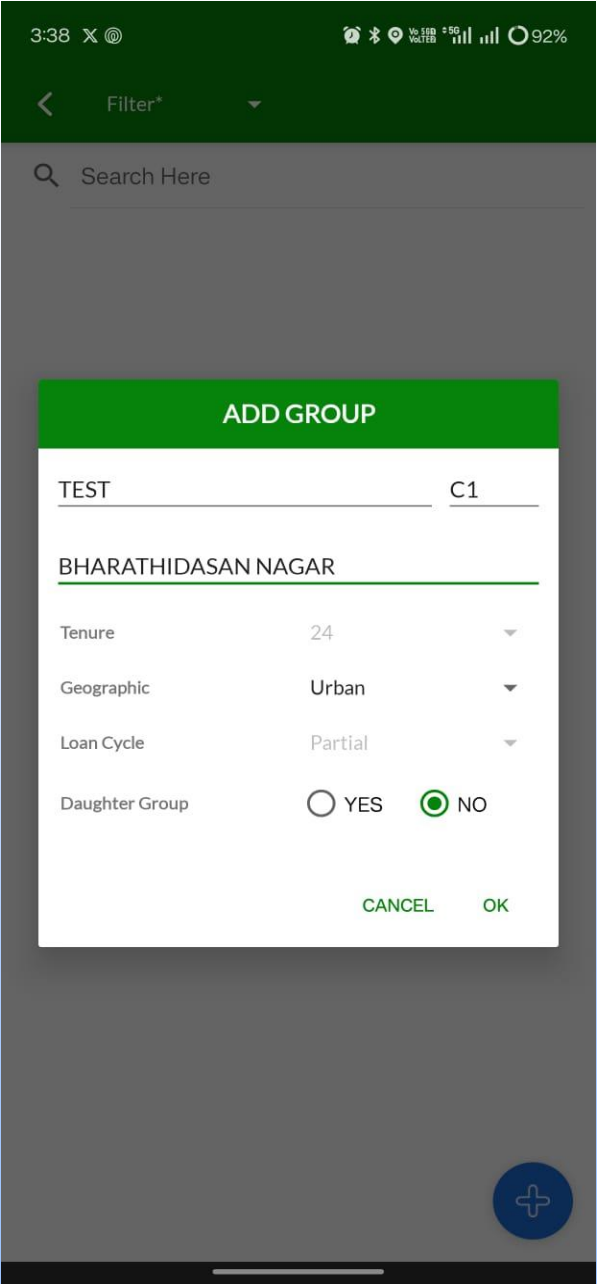 3:38 92%
Filter*
Search Here
ADD GROUP
TEST C1
BHARATHIDASAN NAGAR
Tenure 24
Geographic Urban
Loan Cycle Partial
Daughter Group YES NO
CANCEL OK